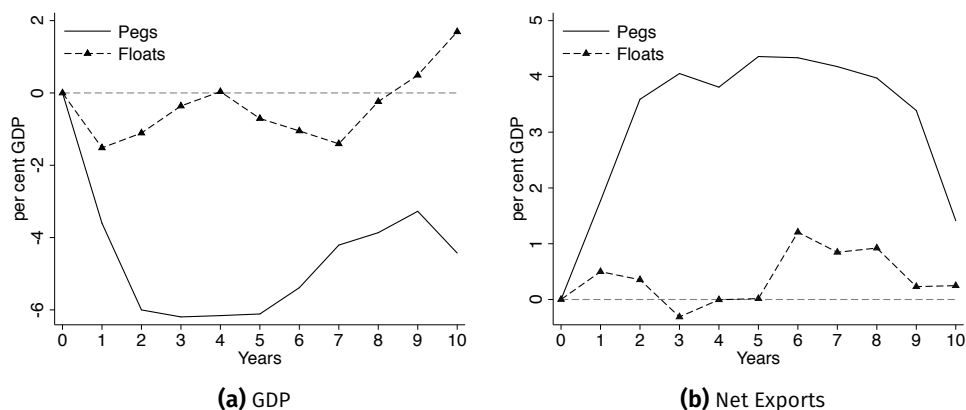 Pegs
Floats
per cent GDP
2
0
-2
-4
-6
0 1 2 3 4 5 6 7 8 9 10
Years
(a) GDP
Pegs
Floats
per cent GDP
5
4
3
2
1
0
0 1 2 3 4 5 6 7 8 9 10
Years
(b) Net Exports